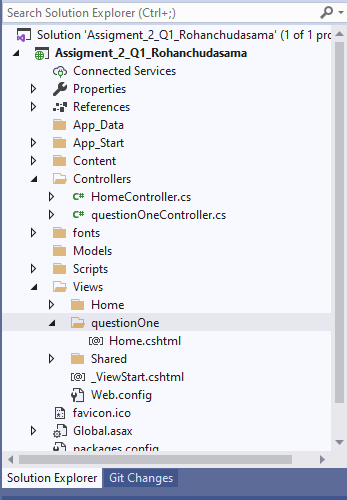 Search Solution Explorer (Ctrl+;)
Solution 'Assigment_2_Q1_Rohanchudasama' (1 of 1 pro
Assigment_2_Q1_Rohanchudasama
Connected Services
Properties
References
App_Data
App_Start
Content
Controllers
C# HomeController.cs
C# questionOneController.cs
fonts
Models
Scripts
Views
Home
questionOne
[@] Home.cshtml
Shared
[@] _ViewStart.cshtml
Web.config
favicon.ico
Global.asax
packages.config
Solution Explorer Git Changes